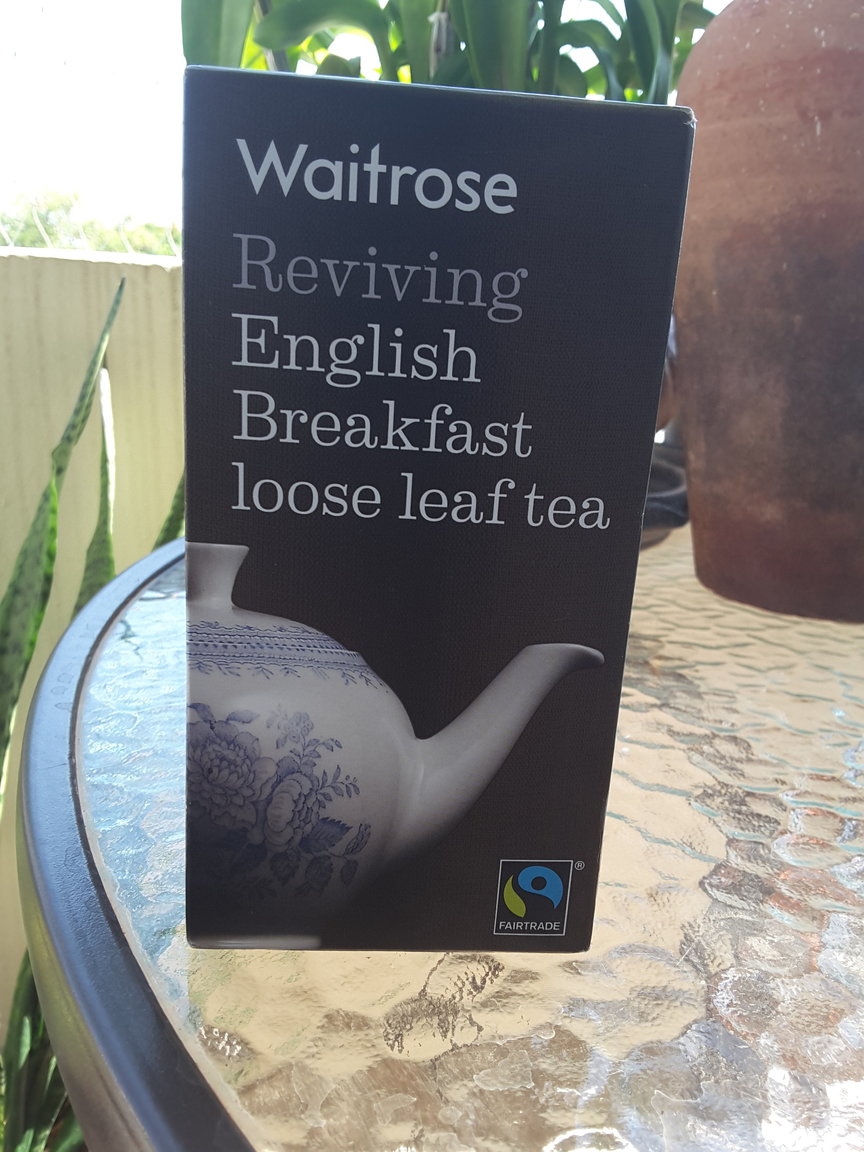 Waitrose
Reviving
English
Breakfast
loose leaf tea
FAIRTRADE
®